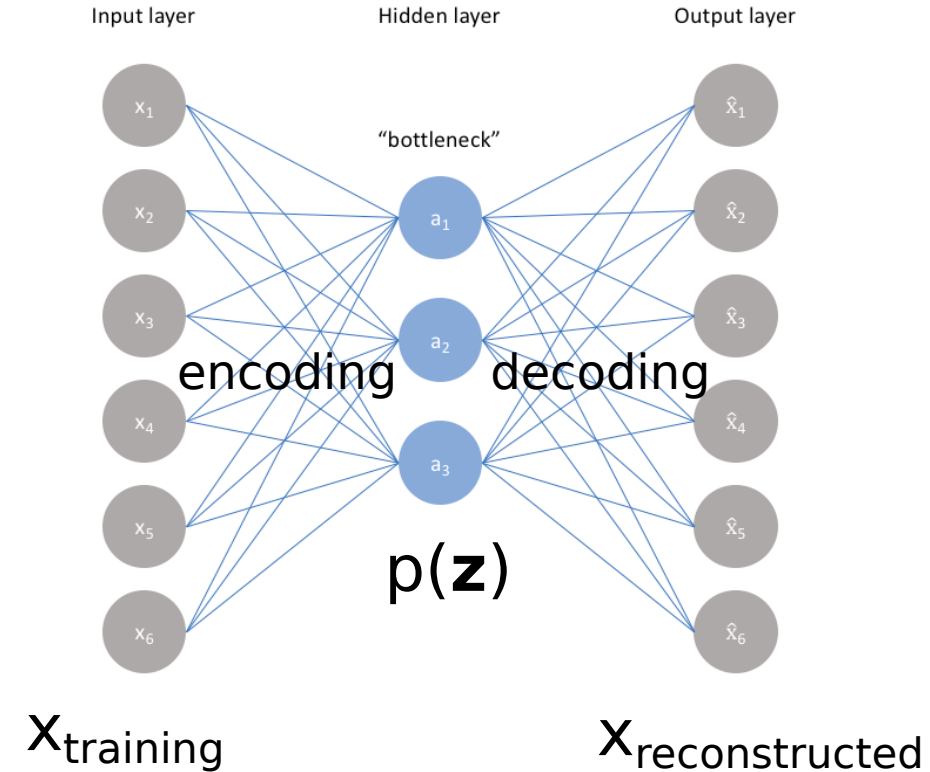 Input layer
Hidden layer
Output layer
“bottleneck”
x₁
x₂
x₃
x₄
x₅
x₆
a₁
a₂
a₃
x̂₁
x̂₂
x̂₃
x̂₄
x̂₅
x̂₆
encoding
decoding
p(z)
xtraining
xreconstructed